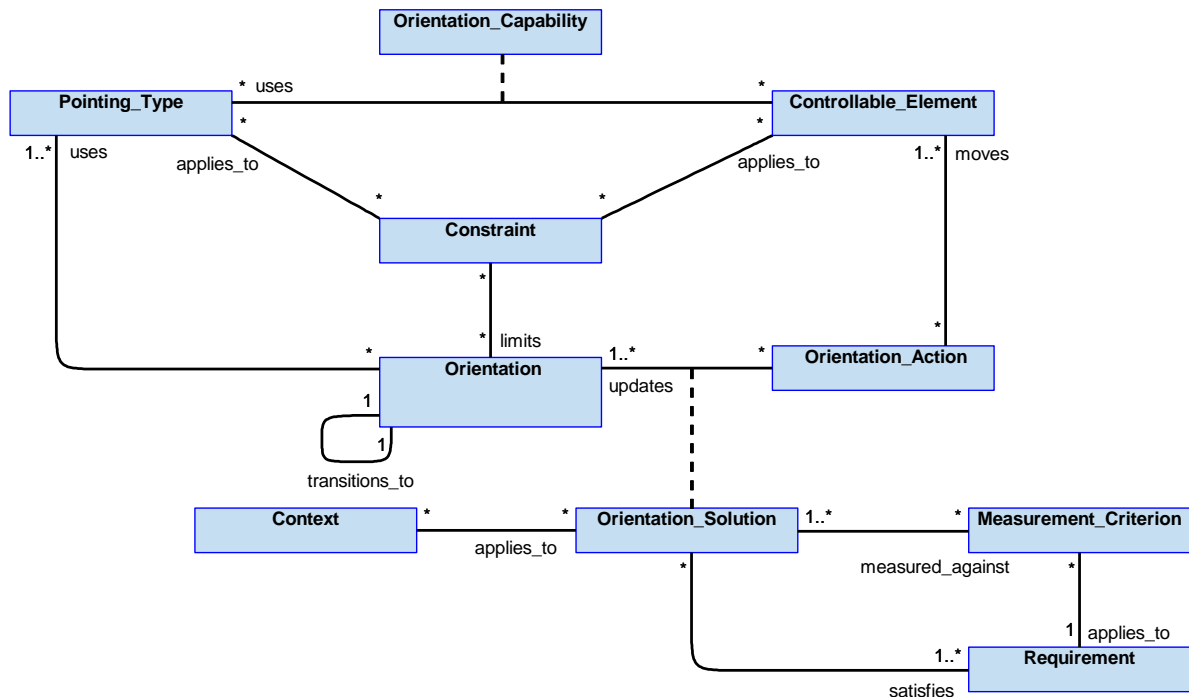 Orientation_Capability
* uses *
Pointing_Type
Controllable_Element
* *
1..* uses
applies_to
applies_to
1..* moves
* *
Constraint
*
* limits
*
* 1..* *
Orientation
Orientation_Action
updates
1
1
transitions_to
Context
* *
Orientation_Solution
1..* *
Measurement_Criterion
applies_to
measured_against
* *
1 applies_to
1..*
Requirement
satisfies